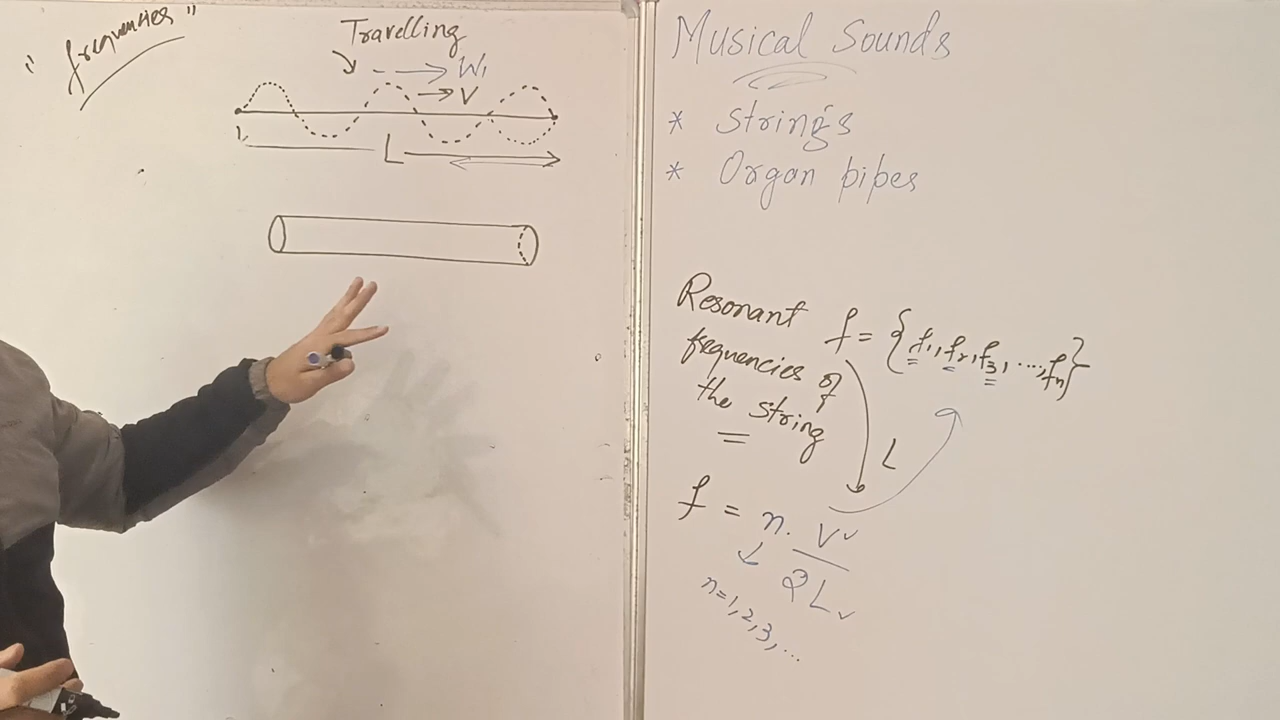 "frequencies"
Travelling
W₁
V
L
Musical Sounds
* Strings
* Organ pipes
Resonant frequencies of the string
f = {f₁, f₂, f₃, ..., fₙ}
L
f = n. V / 2L
n=1,2,3,...